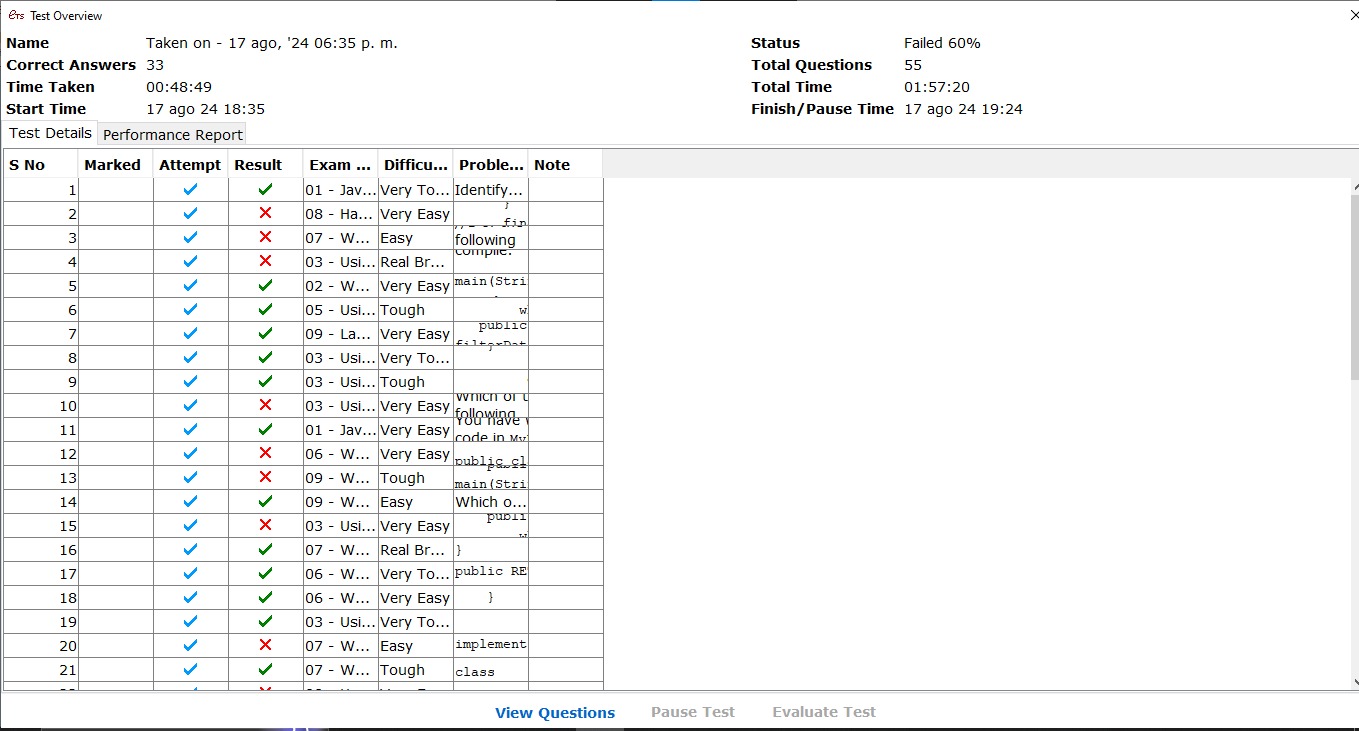 ETS Test Overview
Name Taken on - 17 ago, '24 06:35 p. m. Status Failed 60%
Correct Answers 33 Total Questions 55
Time Taken 00:48:49 Total Time 01:57:20
Start Time 17 ago 24 18:35 Finish/Pause Time 17 ago 24 19:24
Test Details Performance Report
S No Marked Attempt Result Exam ... Difficu... Proble... Note
1 01 - Jav... Very To... Identify...
2 08 - Ha... Very Easy }
3 07 - W... Easy following
4 03 - Usi... Real Br... compile.
5 02 - W... Very Easy main(Stri
6 05 - Usi... Tough w
7 09 - La... Very Easy public
8 03 - Usi... Very To... }
9 03 - Usi... Tough
10 03 - Usi... Very Easy Which of t
following
11 01 - Jav... Very Easy You have
code in My
12 06 - W... Very Easy public cl
13 09 - W... Tough main(Stri
14 09 - W... Easy Which o...
15 03 - Usi... Very Easy publi
16 07 - W... Real Br... }
17 06 - W... Very To... public RE
18 06 - W... Very Easy }
19 03 - Usi... Very To...
20 07 - W... Easy implement
21 07 - W... Tough class
View Questions Pause Test Evaluate Test